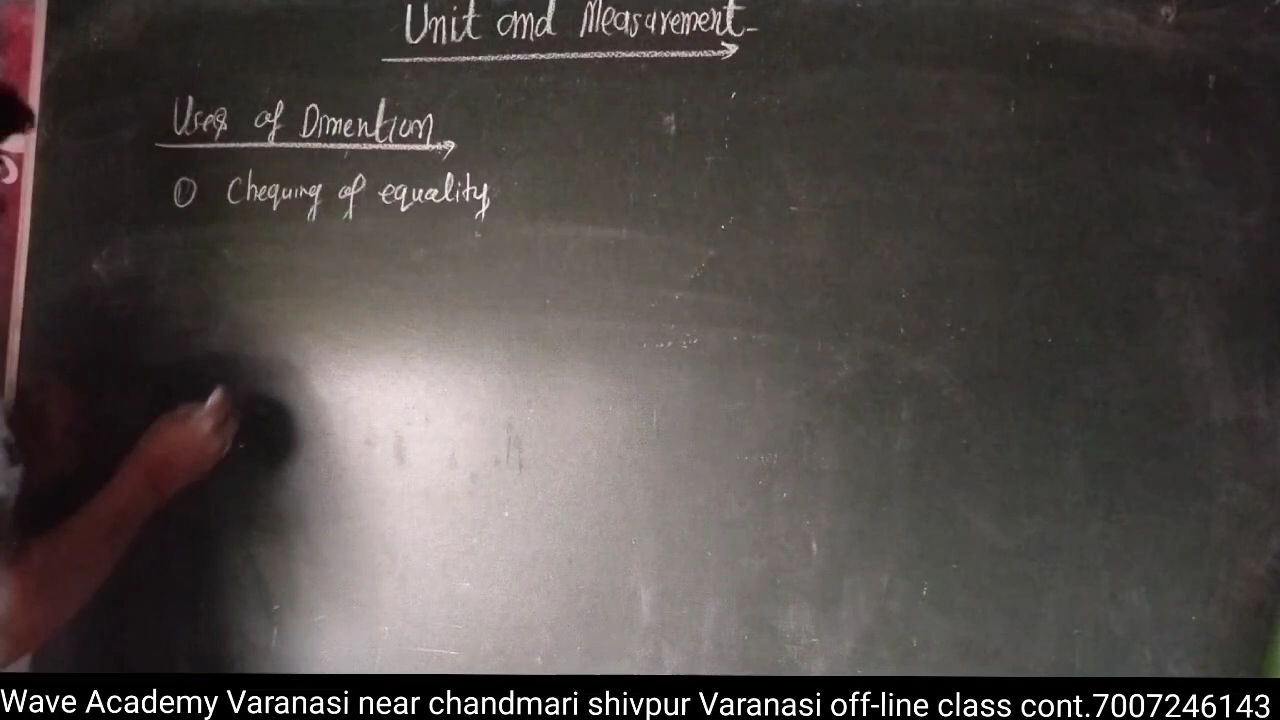 Unit and Measurement
Uses of Dimention
① Chequing of equality
Wave Academy Varanasi near chandmari shivpur Varanasi off-line class cont.7007246143